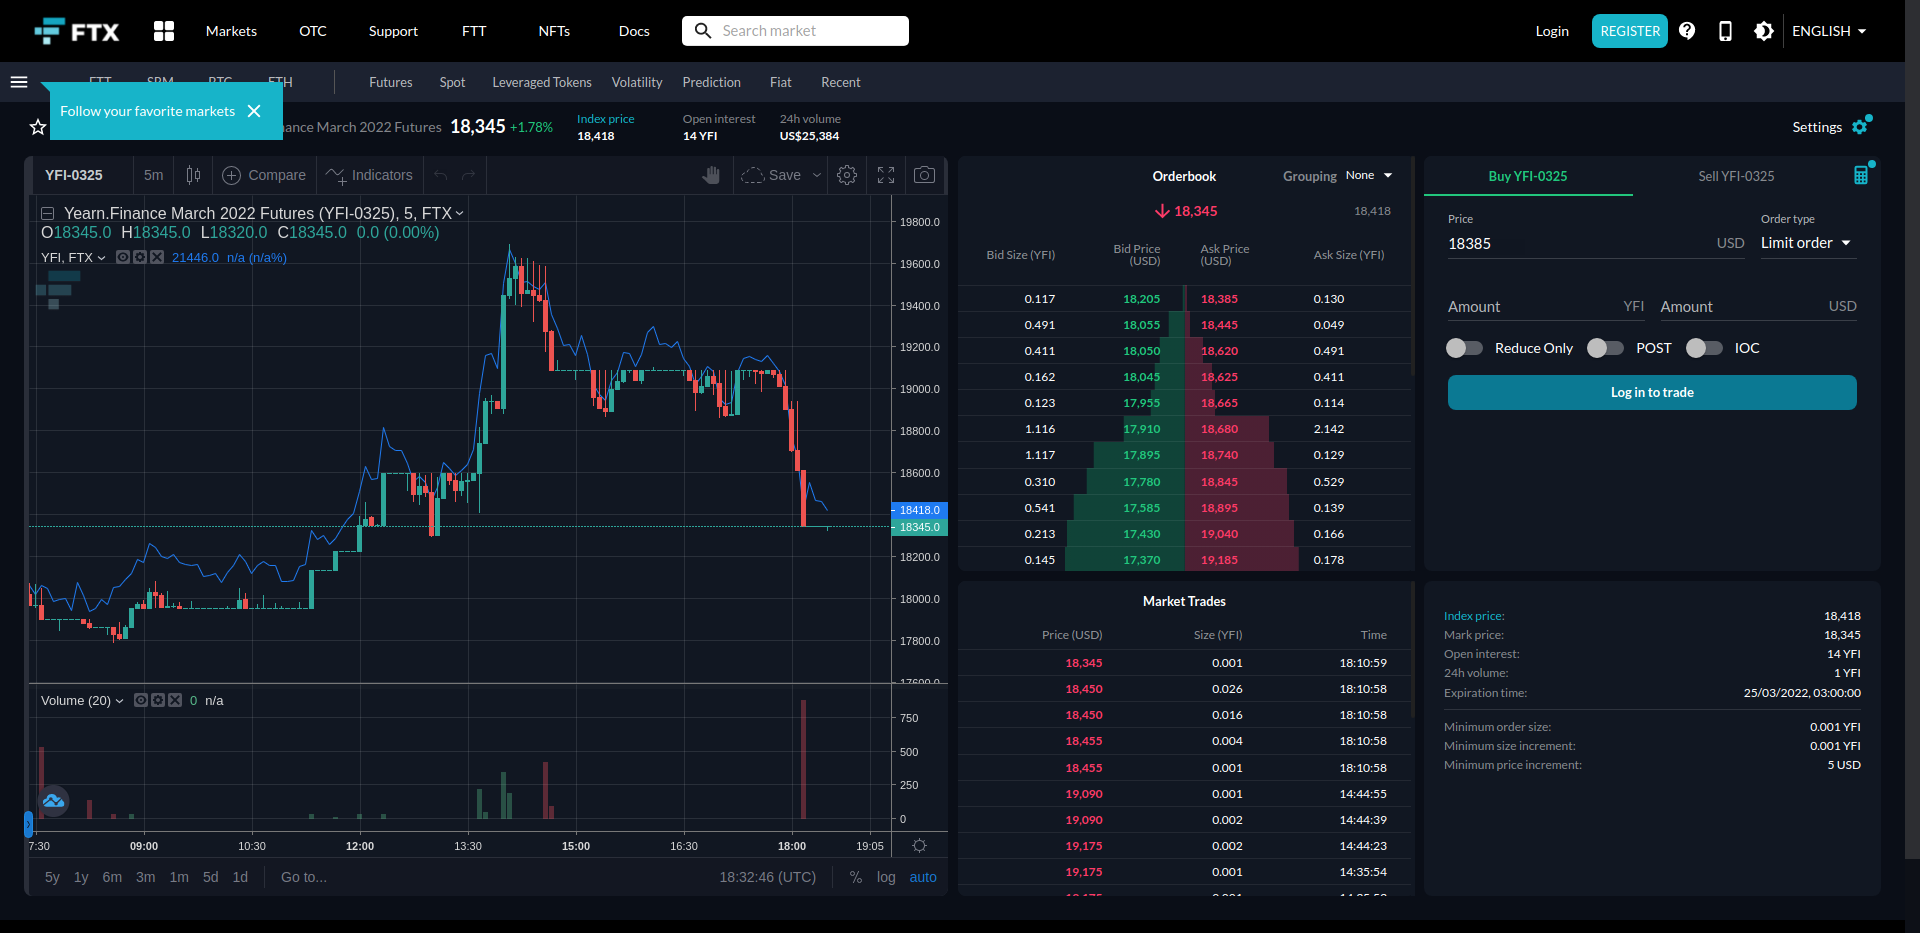 FTX
Markets
OTC
Support
FTT
NFTs
Docs
Search market
Login
REGISTER
ENGLISH
Futures
Spot
Leveraged Tokens
Volatility
Prediction
Fiat
Recent
Follow your favorite markets
March 2022 Futures
18,345 +1.78%
Index price
18,418
Open interest
14 YFI
24h volume
US$25,384
Settings
YFI-0325
5m
Compare
Indicators
Save
Yearn.Finance March 2022 Futures (YFI-0325), 5, FTX
O18345.0 H18345.0 L18320.0 C18345.0 0.0 (0.00%)
YFI, FTX
21446.0 n/a (n/a%)
19800.0
19600.0
19400.0
19200.0
19000.0
18800.0
18600.0
18418.0
18345.0
18200.0
18000.0
17800.0
17600.0
Volume (20)
0 n/a
750
500
250
0
7:30 09:00 10:30 12:00 13:30 15:00 16:30 18:00 19:05
5y 1y 6m 3m 1m 5d 1d Go to...
18:32:46 (UTC) % log auto
Orderbook
Grouping None
18,345
18,418
Bid Size (YFI) Bid Price (USD) Ask Price (USD) Ask Size (YFI)
0.117 18,205 18,385 0.130
0.491 18,055 18,445 0.049
0.411 18,050 18,620 0.491
0.162 18,045 18,625 0.411
0.123 17,955 18,665 0.114
1.116 17,910 18,680 2.142
1.117 17,895 18,740 0.129
0.310 17,780 18,845 0.529
0.541 17,585 18,895 0.139
0.213 17,430 19,040 0.166
0.145 17,370 19,185 0.178
Market Trades
Price (USD) Size (YFI) Time
18,345 0.001 18:10:59
18,450 0.026 18:10:58
18,450 0.016 18:10:58
18,455 0.004 18:10:58
18,455 0.001 18:10:58
19,090 0.001 14:44:55
19,090 0.002 14:44:39
19,175 0.002 14:44:23
19,175 0.001 14:35:54
Buy YFI-0325
Sell YFI-0325
Price
18385 USD
Order type
Limit order
Amount YFI
Amount USD
Reduce Only
POST
IOC
Log in to trade
Index price: 18,418
Mark price: 18,345
Open interest: 14 YFI
24h volume: 1 YFI
Expiration time: 25/03/2022, 03:00:00
Minimum order size: 0.001 YFI
Minimum size increment: 0.001 YFI
Minimum price increment: 5 USD